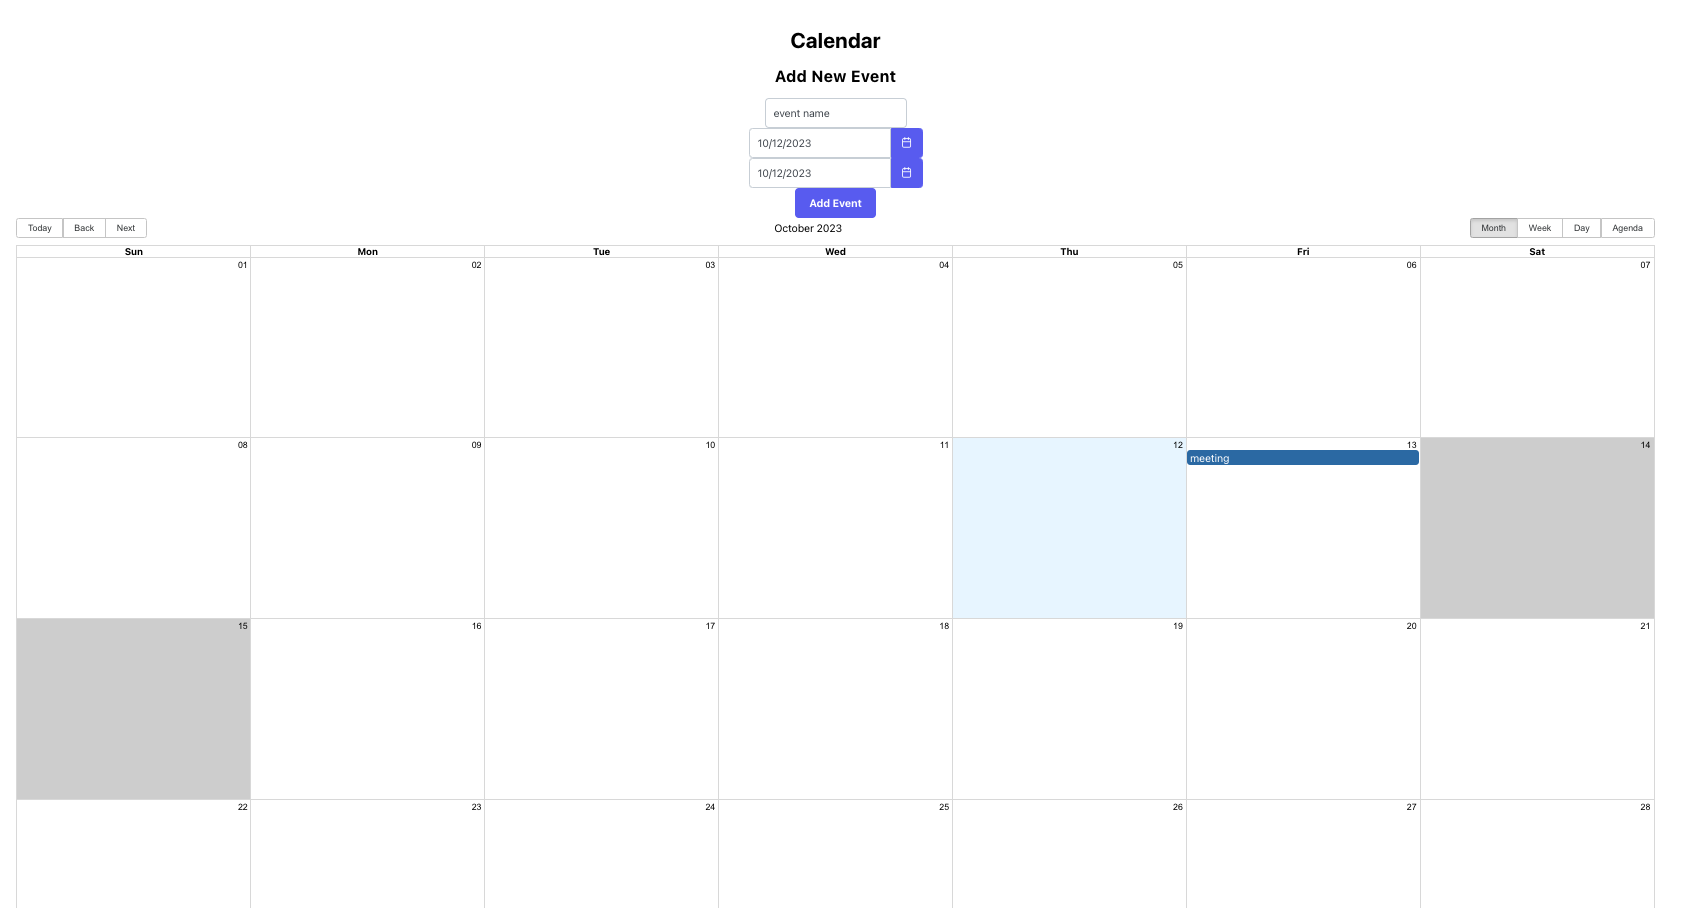 Calendar
Add New Event
event name
10/12/2023
10/12/2023
Add Event
Today Back Next October 2023 Month Week Day Agenda
Sun Mon Tue Wed Thu Fri Sat
01 02 03 04 05 06 07
08 09 10 11 12 13 14
meeting
15 16 17 18 19 20 21
22 23 24 25 26 27 28